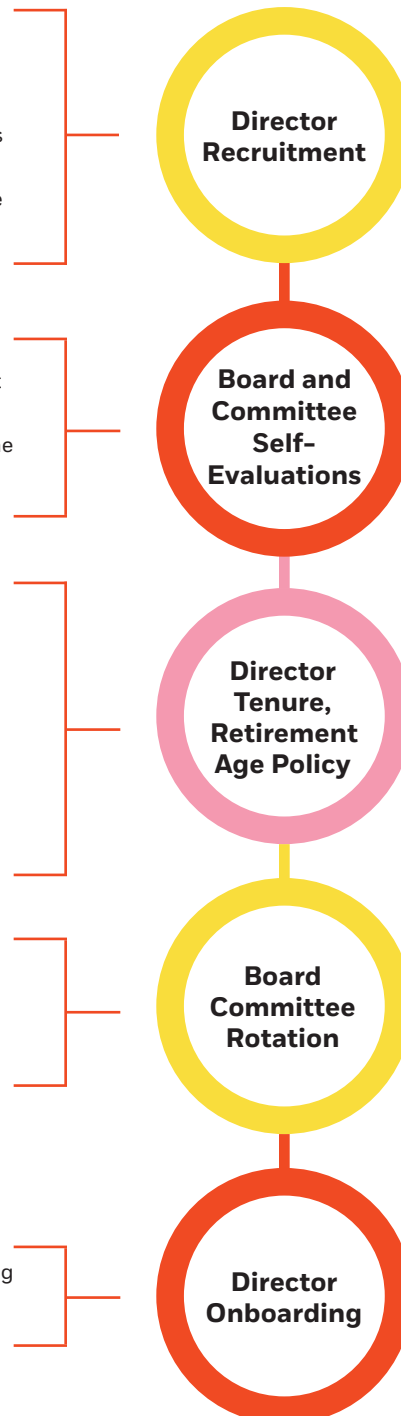 Director
Recruitment
Board and
Committee
Self-
Evaluations
Director
Tenure,
Retirement
Age Policy
Board
Committee
Rotation
Director
Onboarding